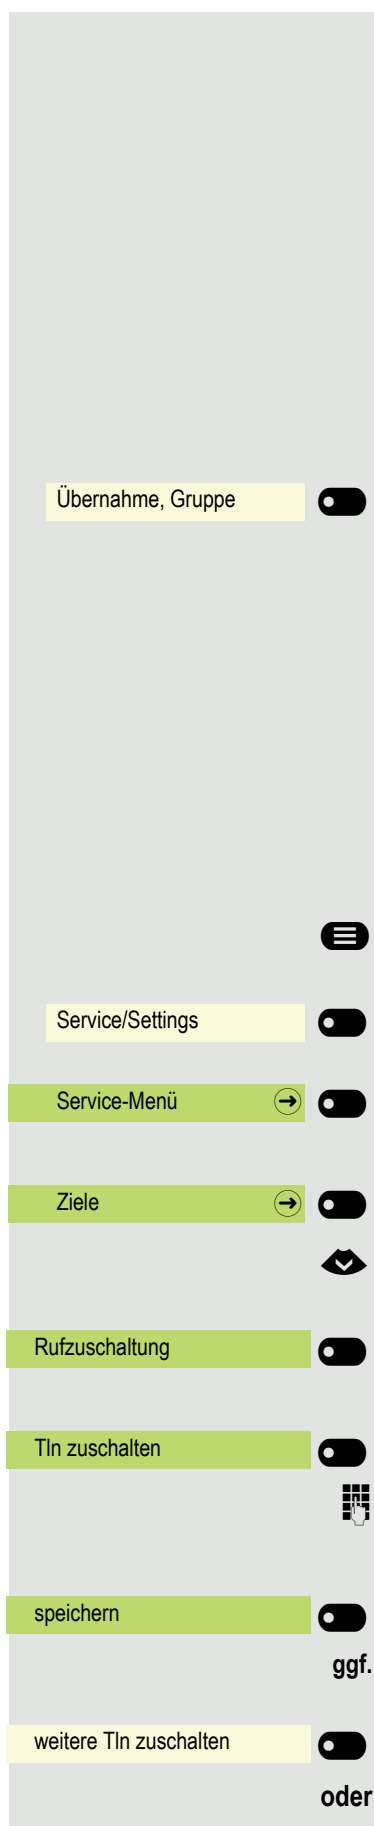 Übernahme, Gruppe
Service/Settings
Service-Menü
Ziele
Rufzuschaltung
Tln zuschalten
speichern
ggf.
weitere Tln zuschalten
oder